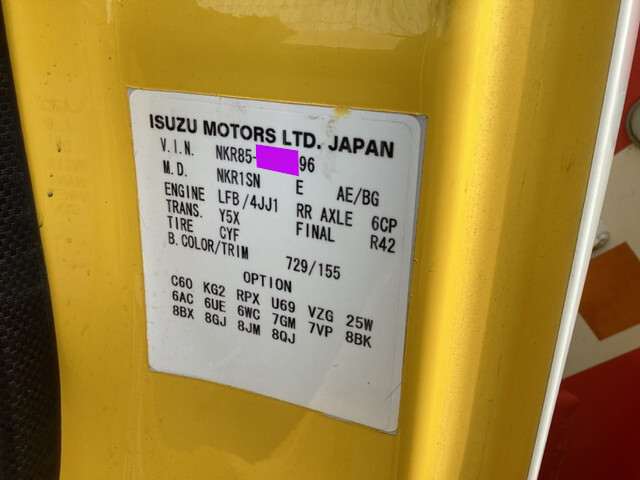 ISUZU MOTORS LTD. JAPAN
V.I.N. NKR85- 96
M.D. NKR1SN E AE/BG
ENGINE LFB/4JJ1 RR AXLE 6CP
TRANS. Y5X FINAL R42
TIRE CYF
B.COLOR/TRIM 729/155
OPTION
C60 KG2 RPX U69 VZG 25W
6AC 6UE 6WC 7GM 7VP 8BK
8BX 8GJ 8JM 8QJ